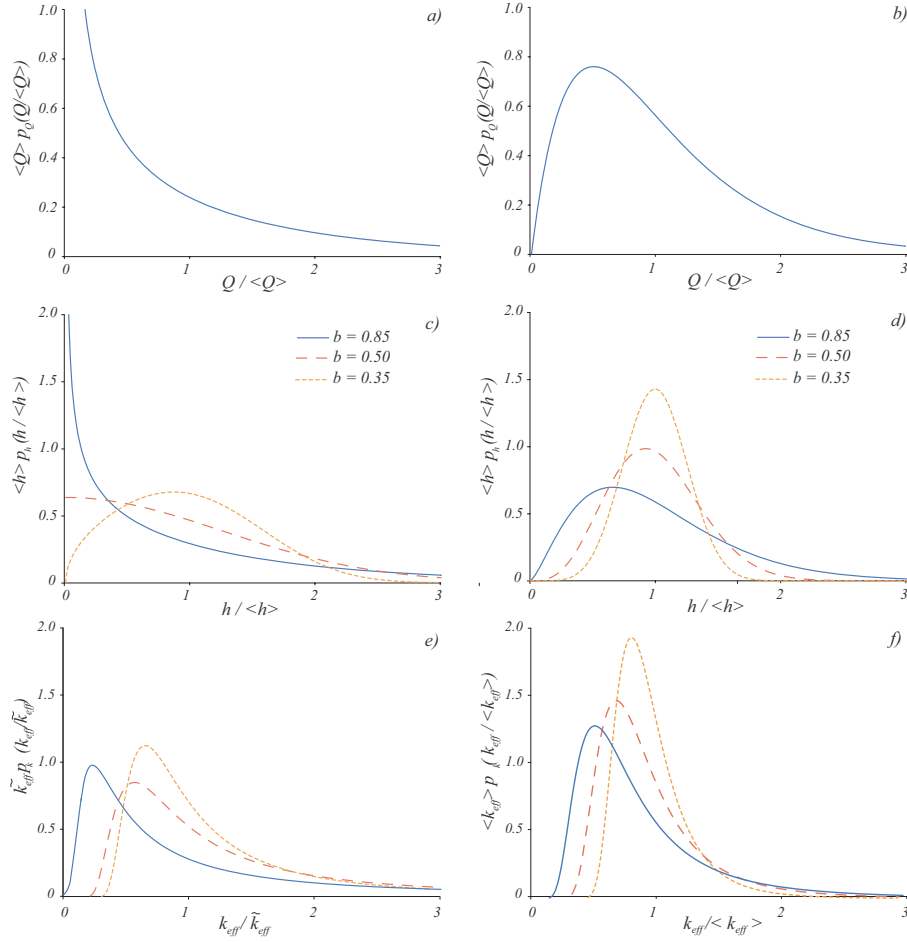 a)
1.0
0.8
0.6
0.4
0.2
0
<Q> p_Q(Q/<Q>)
0 1 2 3
Q / <Q>
b)
1.0
0.8
0.6
0.4
0.2
0
<Q> p_Q(Q/<Q>)
0 1 2 3
Q / <Q>
c)
2.0
1.5
1.0
0.5
0
<h> p_h(h / <h>)
b = 0.85
b = 0.50
b = 0.35
0 1 2 3
h / <h>
d)
2.0
1.5
1.0
0.5
0
<h> p_h(h / <h>)
b = 0.85
b = 0.50
b = 0.35
0 1 2 3
h / <h>
e)
2.0
1.5
1.0
0.5
0
k̃_eff p_k (k_eff/k̃_eff)
0 1 2 3
k_eff / k̃_eff
f)
2.0
1.5
1.0
0.5
0
<k_eff> p_k ( k_eff / <k_eff>)
0 1 2 3
k_eff / < k_eff >